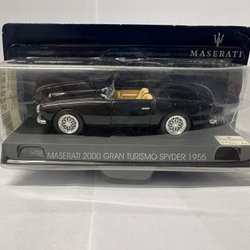 MASERATI
MASERATI 2000 GRAN TURISMO SPYDER 1955